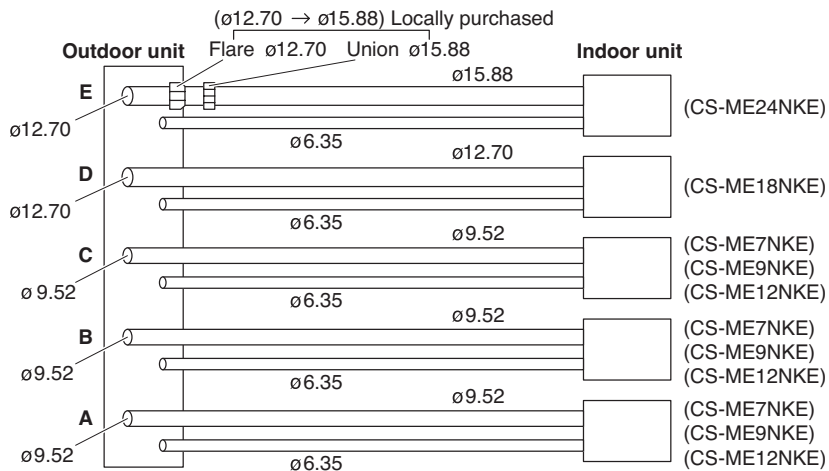 (ø12.70 → ø15.88) Locally purchased
Outdoor unit Flare ø12.70 Union ø15.88 Indoor unit
E ø15.88
ø12.70 ø6.35 (CS-ME24NKE)
D ø12.70
ø12.70 ø6.35 (CS-ME18NKE)
C ø9.52 (CS-ME7NKE)
(CS-ME9NKE)
ø9.52 ø6.35 (CS-ME12NKE)
B ø9.52 (CS-ME7NKE)
(CS-ME9NKE)
ø9.52 ø6.35 (CS-ME12NKE)
A ø9.52 (CS-ME7NKE)
(CS-ME9NKE)
ø9.52 ø6.35 (CS-ME12NKE)